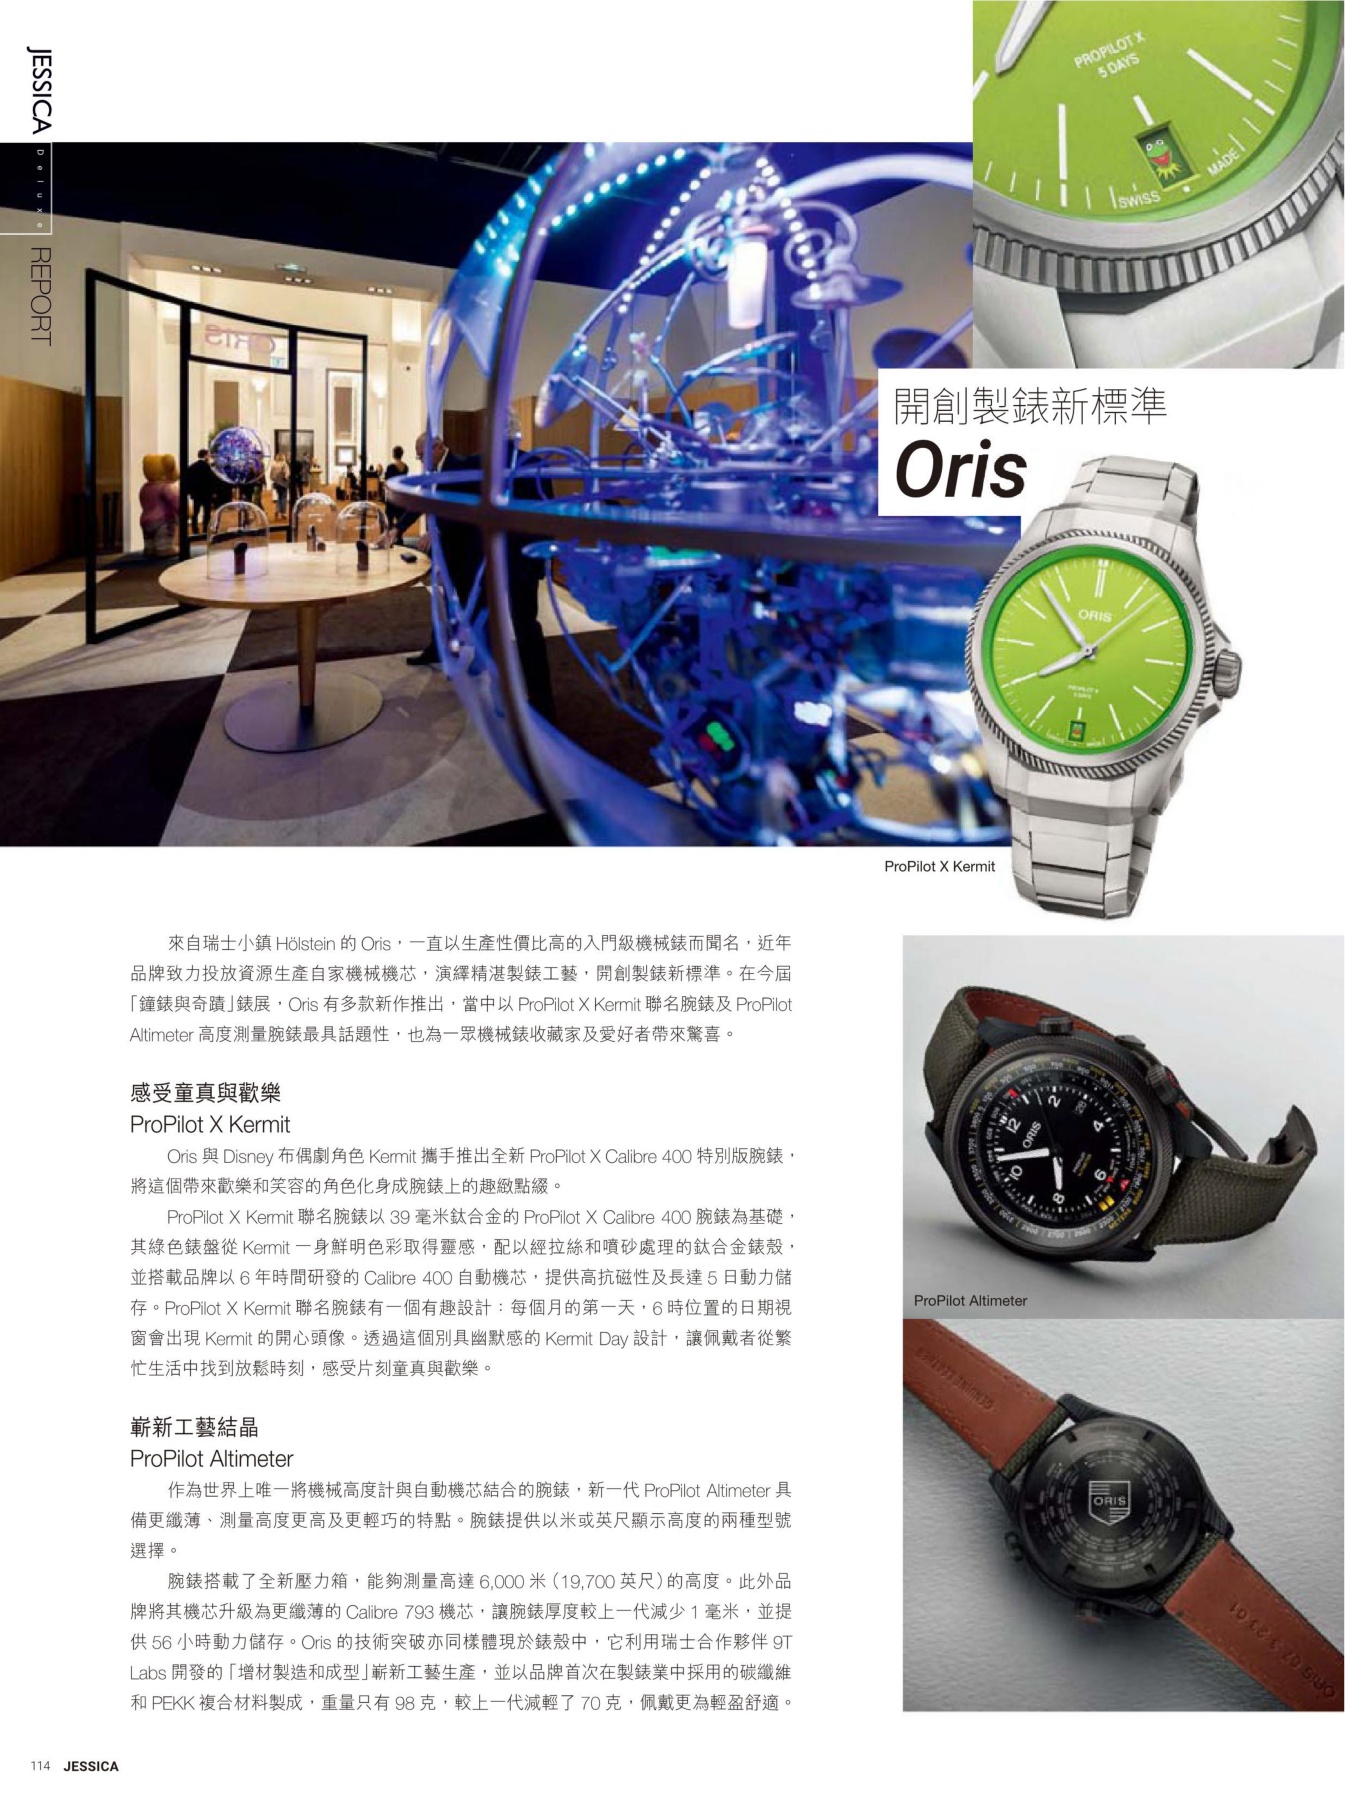 JESSICA
Deluxe
REPORT
PROPILOT X
5 DAYS
SWISS MADE
ORIS
開創製錶新標準
Oris
ORIS
PROPILOT X
5 DAYS
ProPilot X Kermit
來自瑞士小鎮 Hölstein 的 Oris，一直以生產性價比高的入門級機械錶而聞名，近年
品牌致力投放資源生產自家機械機芯，演繹精湛製錶工藝，開創製錶新標準。在今屆
「鐘錶與奇蹟」錶展，Oris 有多款新作推出，當中以 ProPilot X Kermit 聯名腕錶及 ProPilot
Altimeter 高度測量腕錶最具話題性，也為一眾機械錶收藏家及愛好者帶來驚喜。
感受童真與歡樂
ProPilot X Kermit
Oris 與 Disney 布偶劇角色 Kermit 攜手推出全新 ProPilot X Calibre 400 特別版腕錶，
將這個帶來歡樂和笑容的角色化身成腕錶上的趣緻點綴。
ProPilot X Kermit 聯名腕錶以 39 毫米鈦合金的 ProPilot X Calibre 400 腕錶為基礎，
其綠色錶盤從 Kermit 一身鮮明色彩取得靈感，配以經拉絲和噴砂處理的鈦合金錶殼，
並搭載品牌以 6 年時間研發的 Calibre 400 自動機芯，提供高抗磁性及長達 5 日動力儲
存。ProPilot X Kermit 聯名腕錶有一個有趣設計：每個月的第一天，6 時位置的日期視
窗會出現 Kermit 的開心頭像。透過這個別具幽默感的 Kermit Day 設計，讓佩戴者從繁
忙生活中找到放鬆時刻，感受片刻童真與歡樂。
嶄新工藝結晶
ProPilot Altimeter
作為世界上唯一將機械高度計與自動機芯結合的腕錶，新一代 ProPilot Altimeter 具
備更纖薄、測量高度更高及更輕巧的特點。腕錶提供以米或英尺顯示高度的兩種型號
選擇。
腕錶搭載了全新壓力箱，能夠測量高達 6,000 米（19,700 英尺）的高度。此外品
牌將其機芯升級為更纖薄的 Calibre 793 機芯，讓腕錶厚度較上一代減少 1 毫米，並提
供 56 小時動力儲存。Oris 的技術突破亦同樣體現於錶殼中，它利用瑞士合作夥伴 9T
Labs 開發的「增材製造和成型」嶄新工藝生產，並以品牌首次在製錶業中採用的碳纖維
和 PEKK 複合材料製成，重量只有 98 克，較上一代減輕了 70 克，佩戴更為輕盈舒適。
ORIS
12
2
4
6
8
10
ProPilot Altimeter
GENUINE LEATHER
ORIS
ORIS 07 3 23 01
114 JESSICA